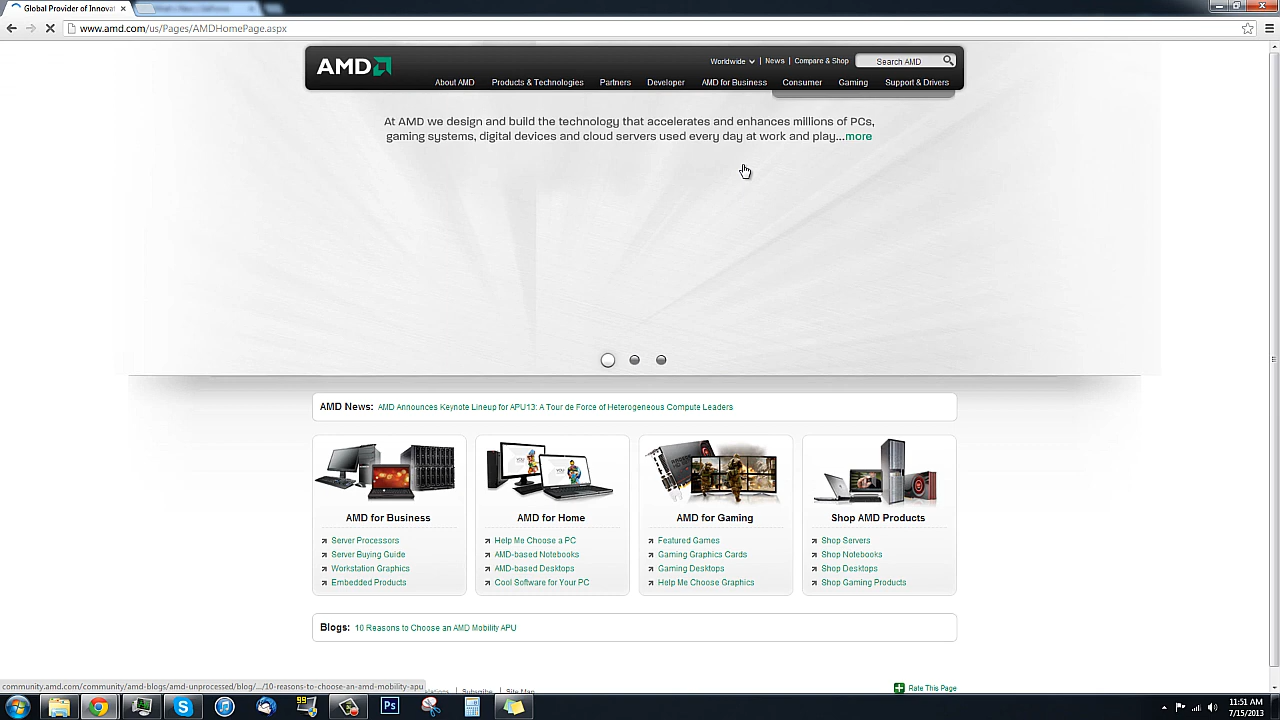 Global Provider of Innovat
www.amd.com/us/Pages/AMDHomePage.aspx
AMD
Worldwide
News
Compare & Shop
Search AMD
About AMD
Products & Technologies
Partners
Developer
AMD for Business
Consumer
Gaming
Support & Drivers
At AMD we design and build the technology that accelerates and enhances millions of PCs,
gaming systems, digital devices and cloud servers used every day at work and play...more
AMD News: AMD Announces Keynote Lineup for APU13: A Tour de Force of Heterogeneous Compute Leaders
AMD for Business
Server Processors
Server Buying Guide
Workstation Graphics
Embedded Products
AMD for Home
Help Me Choose a PC
AMD-based Notebooks
AMD-based Desktops
Cool Software for Your PC
AMD for Gaming
Featured Games
Gaming Graphics Cards
Gaming Desktops
Help Me Choose Graphics
Shop AMD Products
Shop Servers
Shop Notebooks
Shop Desktops
Shop Gaming Products
Blogs: 10 Reasons to Choose an AMD Mobility APU
community.amd.com/community/amd-blogs/amd-unprocessed/blog/.../10-reasons-to-choose-an-amd-mobility-apu
Subscribe
Site Map
Rate This Page
99
Ps
11:51 AM
7/15/2013